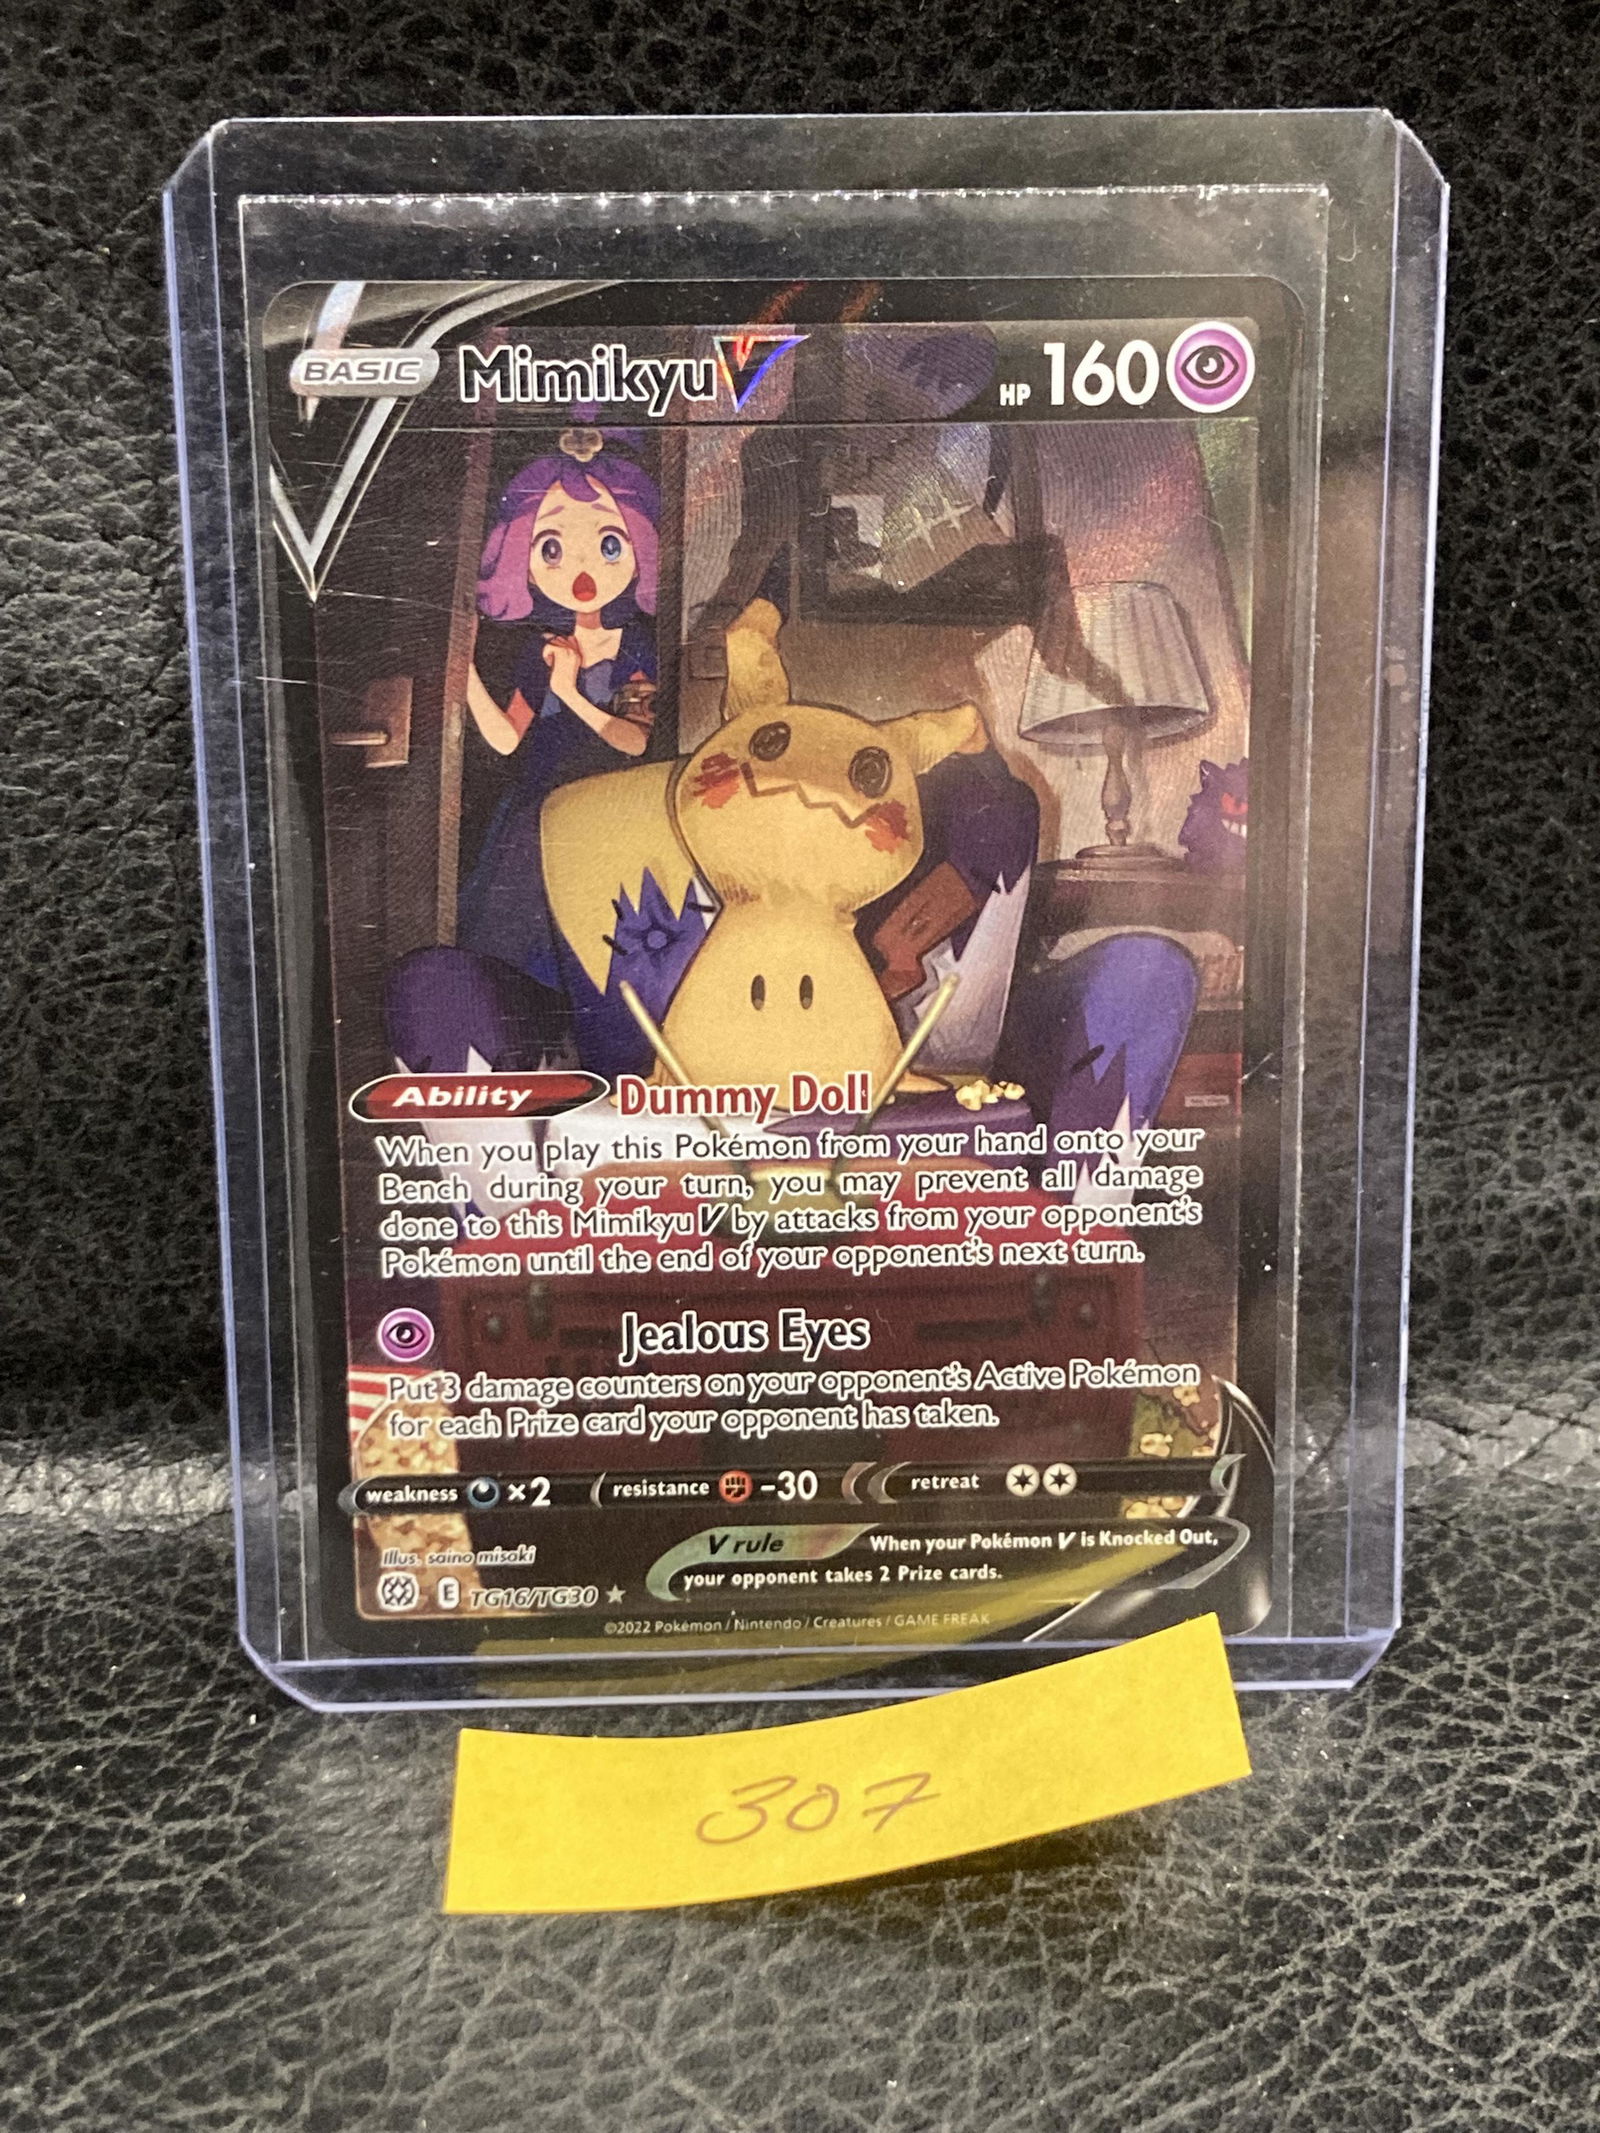 BASIC MimikyuV HP 160
Ability Dummy Doll
When you play this Pokémon from your hand onto your
Bench during your turn, you may prevent all damage
done to this Mimikyu V by attacks from your opponent's
Pokémon until the end of your opponent's next turn.
Jealous Eyes
Put 3 damage counters on your opponent's Active Pokémon
for each Prize card your opponent has taken.
weakness ×2 resistance -30 retreat
V rule When your Pokémon V is Knocked Out,
your opponent takes 2 Prize cards.
Illus. saino misaki
E TG16/TG30
©2022 Pokémon / Nintendo / Creatures / GAME FREAK
307